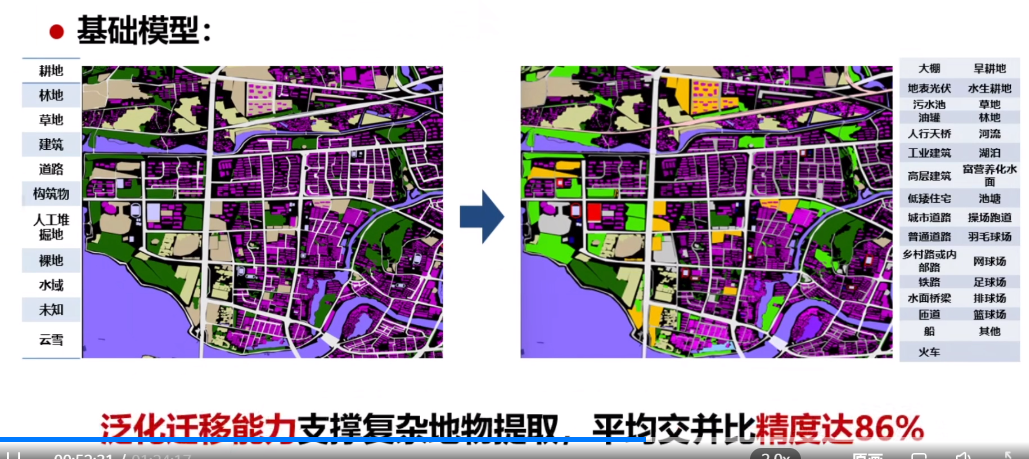 基础模型：
耕地
林地
草地
建筑
道路
构筑物
人工堆
掘地
裸地
水域
未知
云雪
大棚 旱耕地
地表光伏 水生耕地
污水池 草地
油罐 林地
人行天桥 河流
工业建筑 湖泊
高层建筑 富营养化水
面
低矮住宅 池塘
城市道路 操场跑道
普通道路 羽毛球场
乡村路或内
部路 网球场
铁路 足球场
水面桥梁 排球场
匝道 篮球场
船 其他
火车
泛化迁移能力支撑复杂地物提取，平均交并比精度达86%
00:52:21 / 01:24:17
2.0x
原画